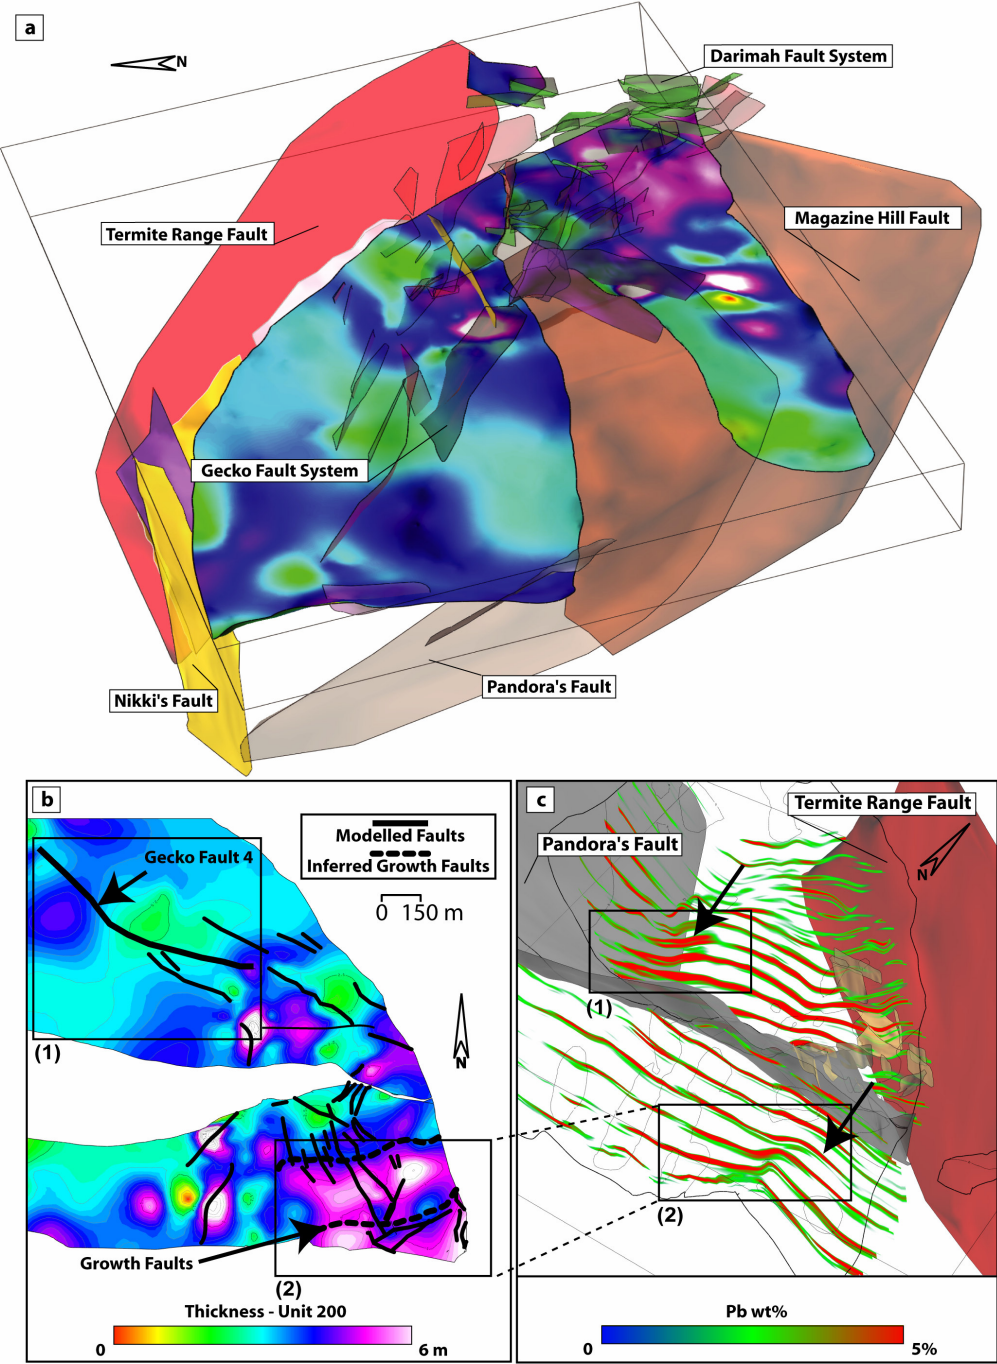 a
N
Darimah Fault System
Magazine Hill Fault
Termite Range Fault
Gecko Fault System
Pandora's Fault
Nikki's Fault
b
Modelled Faults
Inferred Growth Faults
Gecko Fault 4
0 150 m
(1)
N
Growth Faults
(2)
Thickness - Unit 200
0 6 m
c
Termite Range Fault
Pandora's Fault
N
(1)
(2)
Pb wt%
0 5%